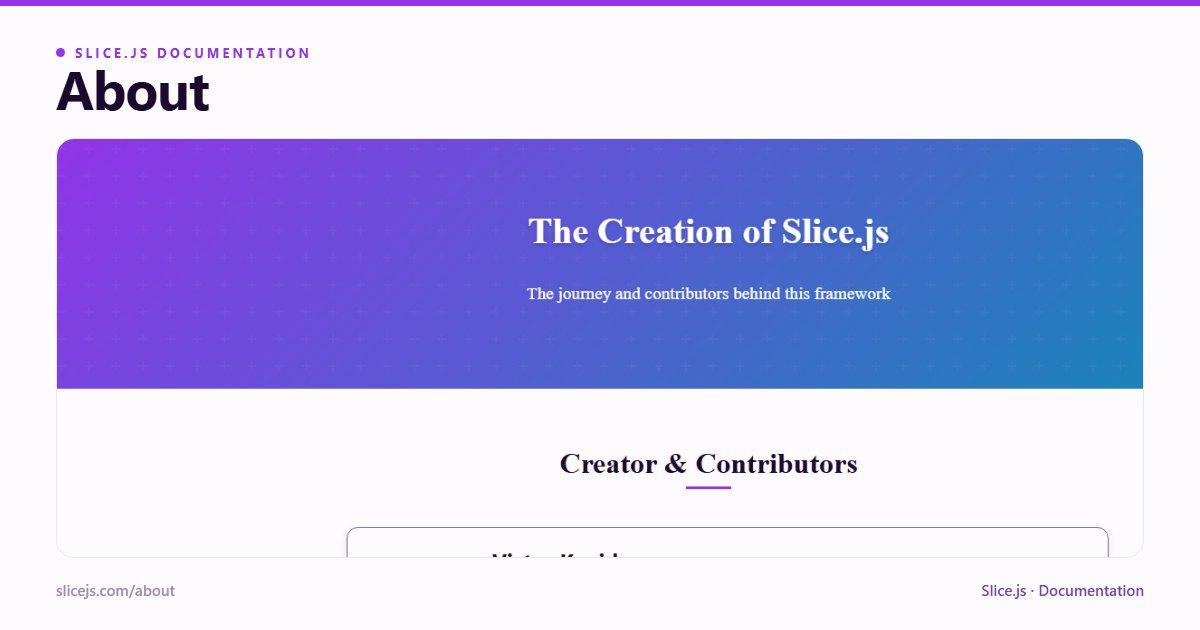 SLICE.JS DOCUMENTATION
About
The Creation of Slice.js
The journey and contributors behind this framework
Creator & Contributors
slicejs.com/about
Slice.js · Documentation